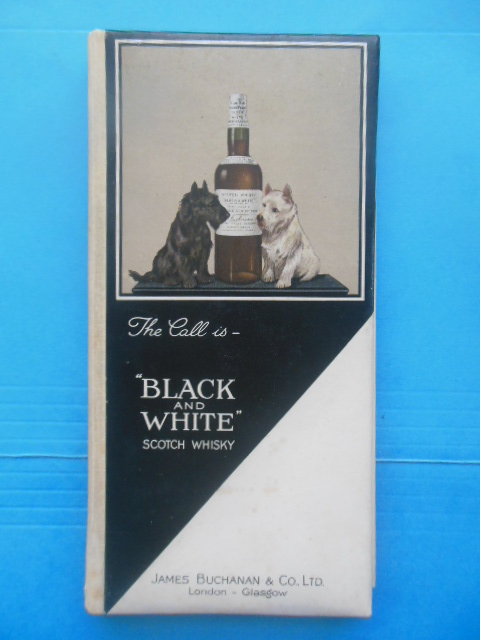 The Call is -
"BLACK
AND
WHITE"
SCOTCH WHISKY
JAMES BUCHANAN & CO. LTD.
London - Glasgow